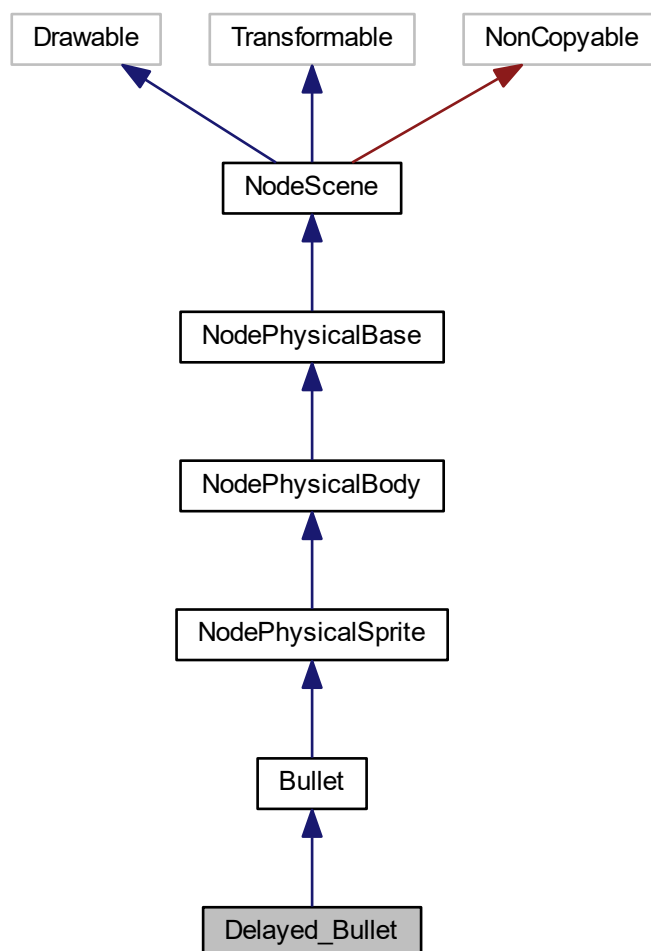 Drawable
Transformable
NonCopyable
NodeScene
NodePhysicalBase
NodePhysicalBody
NodePhysicalSprite
Bullet
Delayed_Bullet